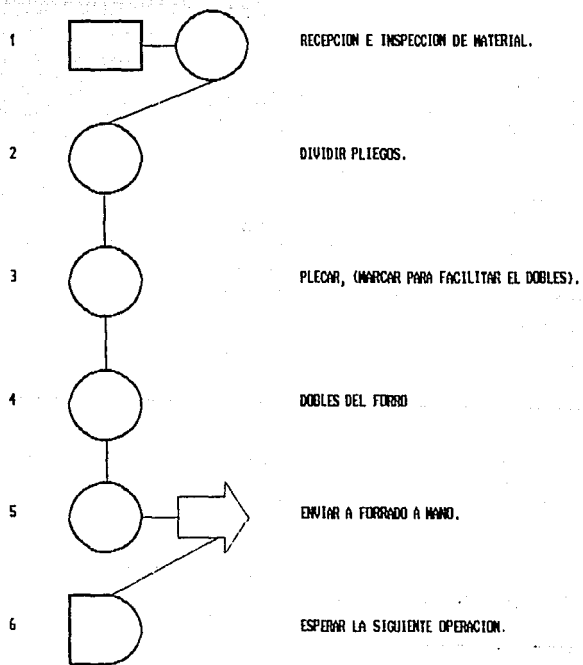 1 RECEPCION E INSPECCION DE MATERIAL.
2 DIVIDIR PLIEGOS.
3 PLECAR, (MARCAR PARA FACILITAR EL DOBLES).
4 DOBLES DEL FORRO
5 ENVIAR A FORRADO A MANO.
6 ESPERAR LA SIGUIENTE OPERACION.